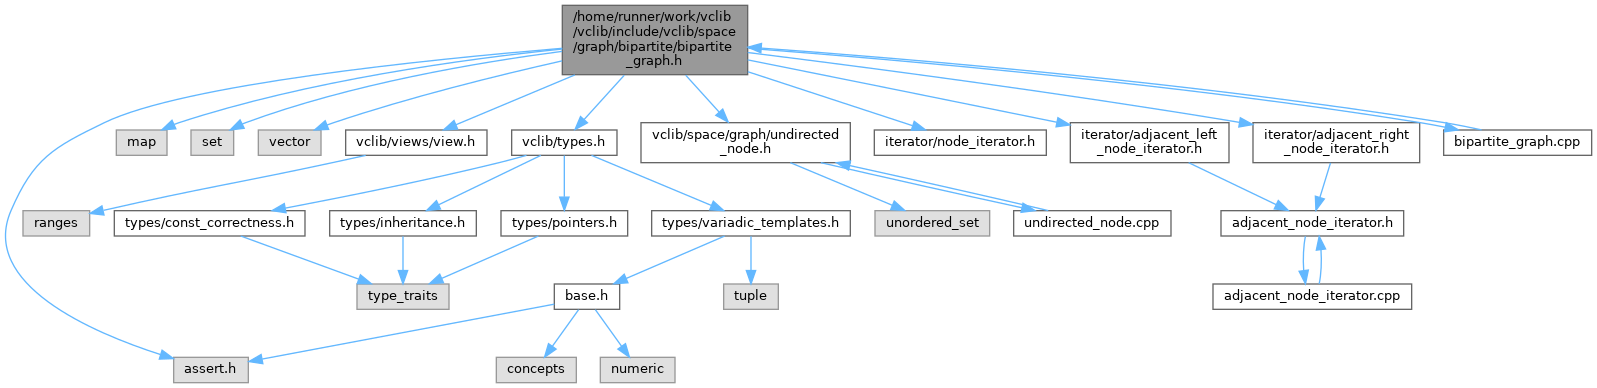 /home/runner/work/vclib
/vclib/include/vclib/space
/graph/bipartite/bipartite
_graph.h
map
set
vector
vclib/views/view.h
vclib/types.h
vclib/space/graph/undirected
_node.h
iterator/node_iterator.h
iterator/adjacent_left
_node_iterator.h
iterator/adjacent_right
_node_iterator.h
bipartite_graph.cpp
ranges
types/const_correctness.h
types/inheritance.h
types/pointers.h
types/variadic_templates.h
unordered_set
undirected_node.cpp
adjacent_node_iterator.h
type_traits
base.h
tuple
adjacent_node_iterator.cpp
assert.h
concepts
numeric